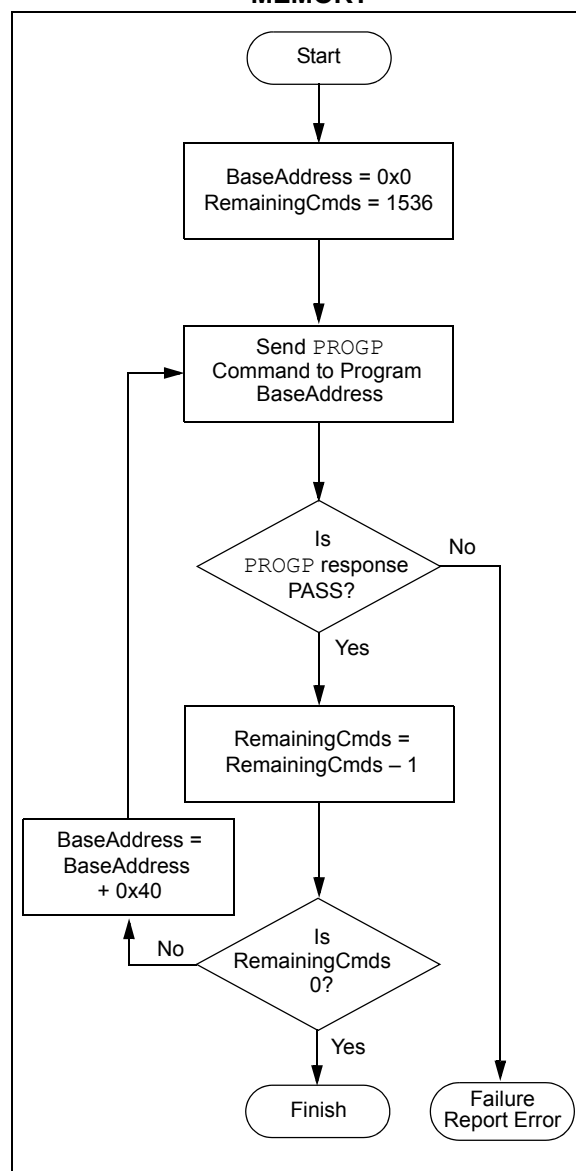 MEMORY
Start
BaseAddress = 0x0
RemainingCmds = 1536
Send PROGP
Command to Program
BaseAddress
Is
PROGP response
PASS?
No
Yes
RemainingCmds =
RemainingCmds – 1
BaseAddress =
BaseAddress
+ 0x40
No
Is
RemainingCmds
0?
Yes
Finish
Failure
Report Error